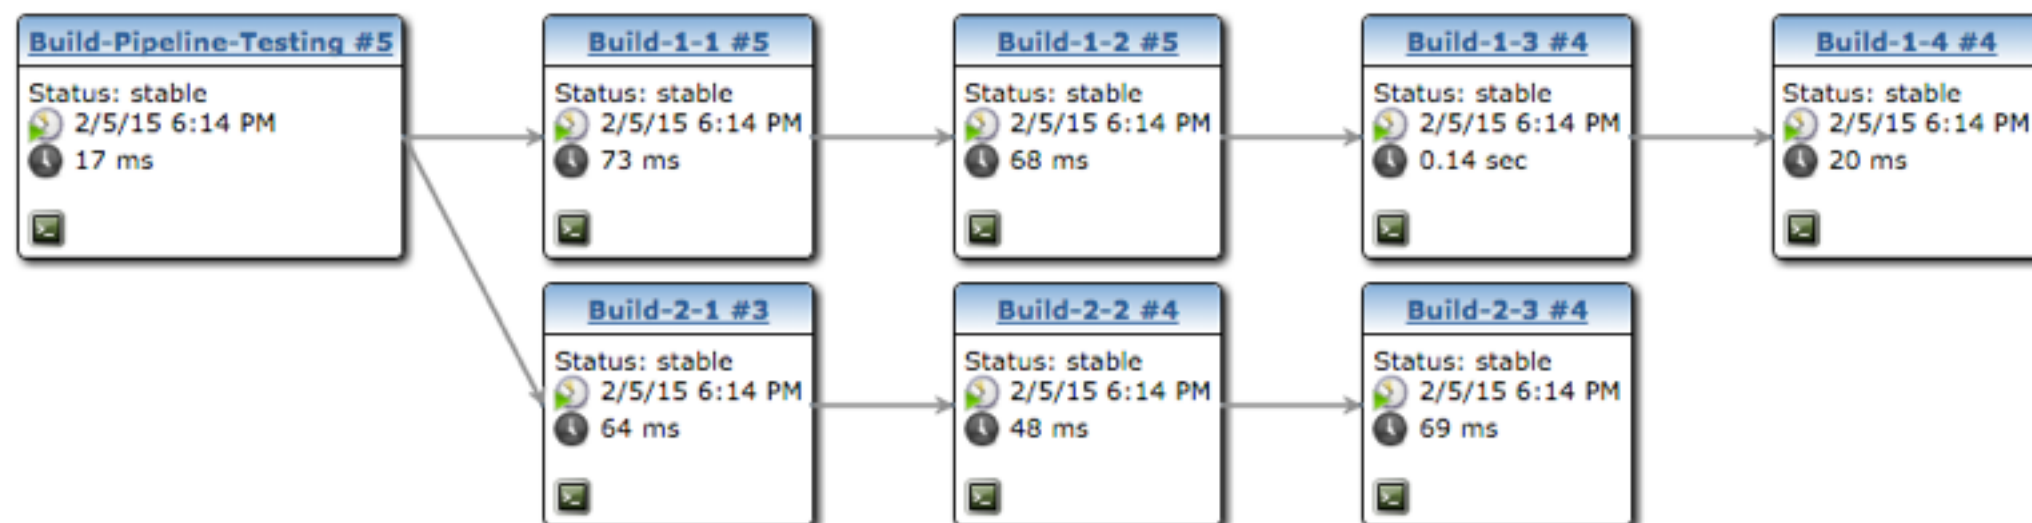 Build-Pipeline-Testing #5
Status: stable
2/5/15 6:14 PM
17 ms
Build-1-1 #5
Status: stable
2/5/15 6:14 PM
73 ms
Build-1-2 #5
Status: stable
2/5/15 6:14 PM
68 ms
Build-1-3 #4
Status: stable
2/5/15 6:14 PM
0.14 sec
Build-1-4 #4
Status: stable
2/5/15 6:14 PM
20 ms
Build-2-1 #3
Status: stable
2/5/15 6:14 PM
64 ms
Build-2-2 #4
Status: stable
2/5/15 6:14 PM
48 ms
Build-2-3 #4
Status: stable
2/5/15 6:14 PM
69 ms